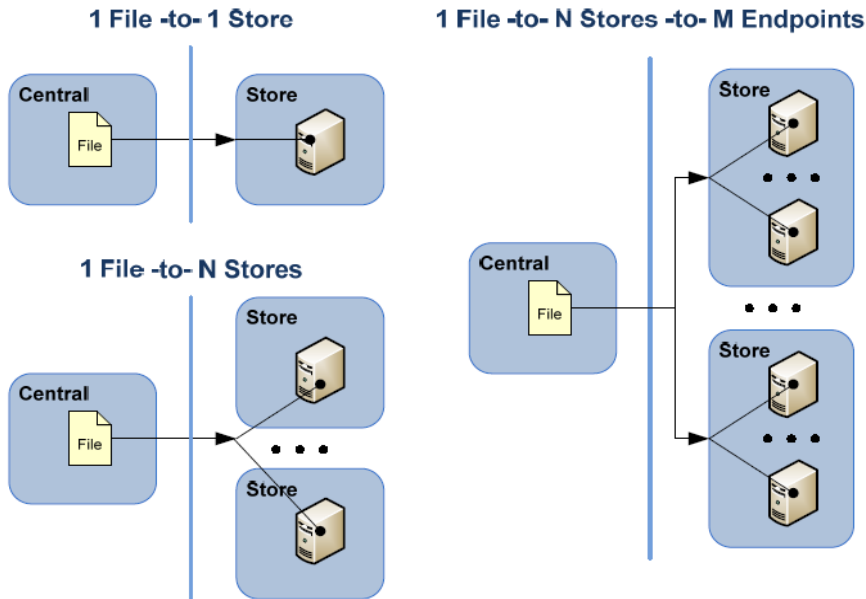 1 File -to- 1 Store
Central
File
Store
1 File -to- N Stores
Central
File
Store
Store
1 File -to- N Stores -to- M Endpoints
Central
File
Store
Store